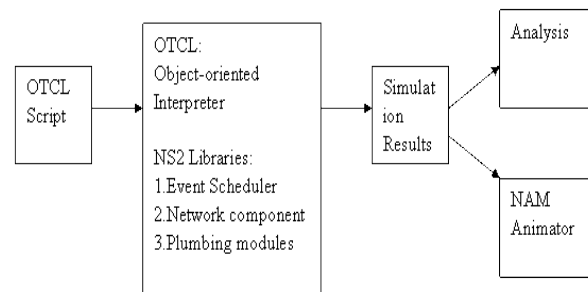 OTCL
Script
OTCL:
Object-oriented
Interpreter
NS2 Libraries:
1.Event Scheduler
2.Network component
3.Plumbing modules
Simulat
ion
Results
Analysis
NAM
Animator